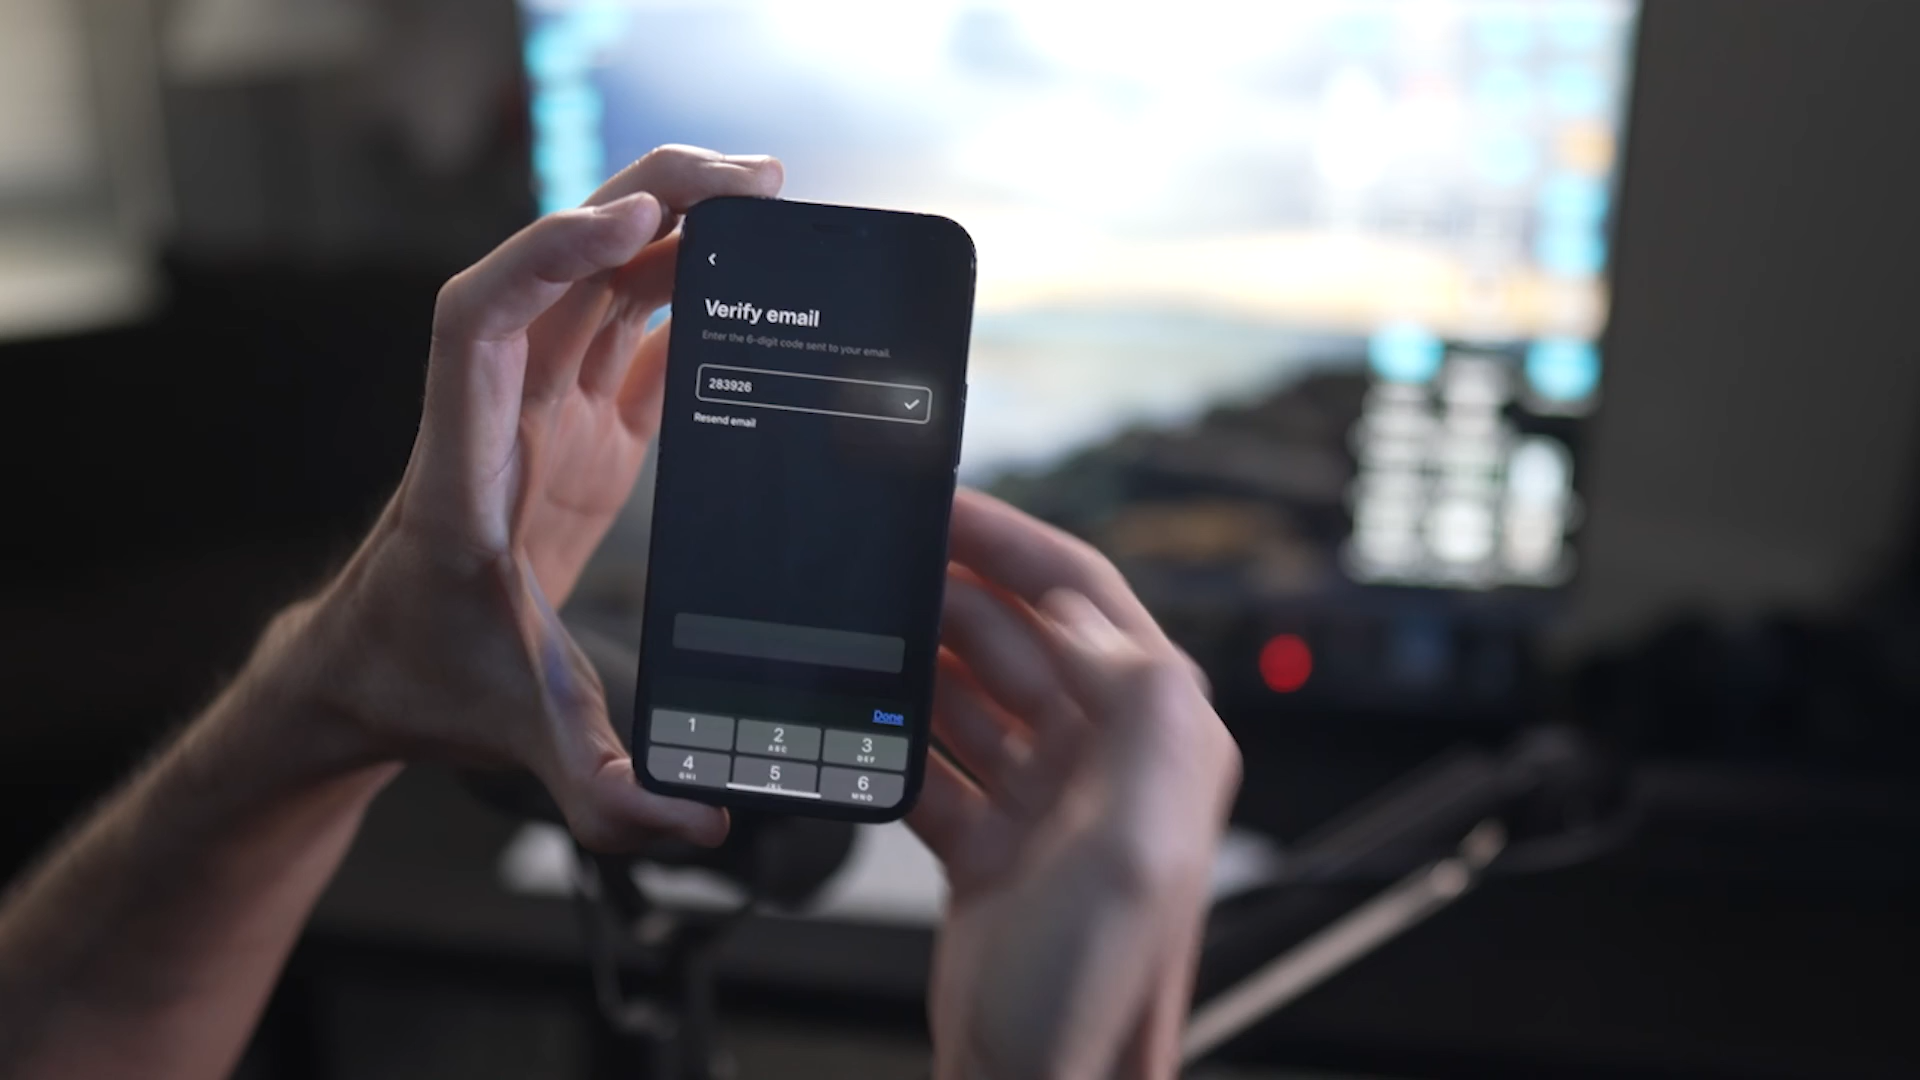 Verify email
Enter the 6-digit code sent to your email.
283926
Resend email
Done
1
2
ABC
3
DEF
4
GHI
5
6
MNO